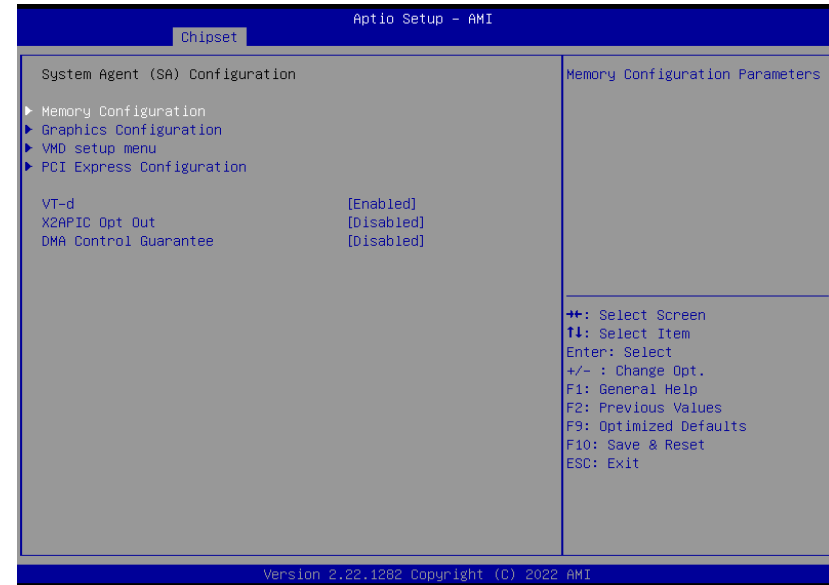 Aptio Setup - AMI
Chipset
System Agent (SA) Configuration
Memory Configuration
Graphics Configuration
VMD setup menu
PCI Express Configuration
VT-d [Enabled]
X2APIC Opt Out [Disabled]
DMA Control Guarantee [Disabled]
Memory Configuration Parameters
→←: Select Screen
↑↓: Select Item
Enter: Select
+/- : Change Opt.
F1: General Help
F2: Previous Values
F9: Optimized Defaults
F10: Save & Reset
ESC: Exit
Version 2.22.1282 Copyright (C) 2022 AMI